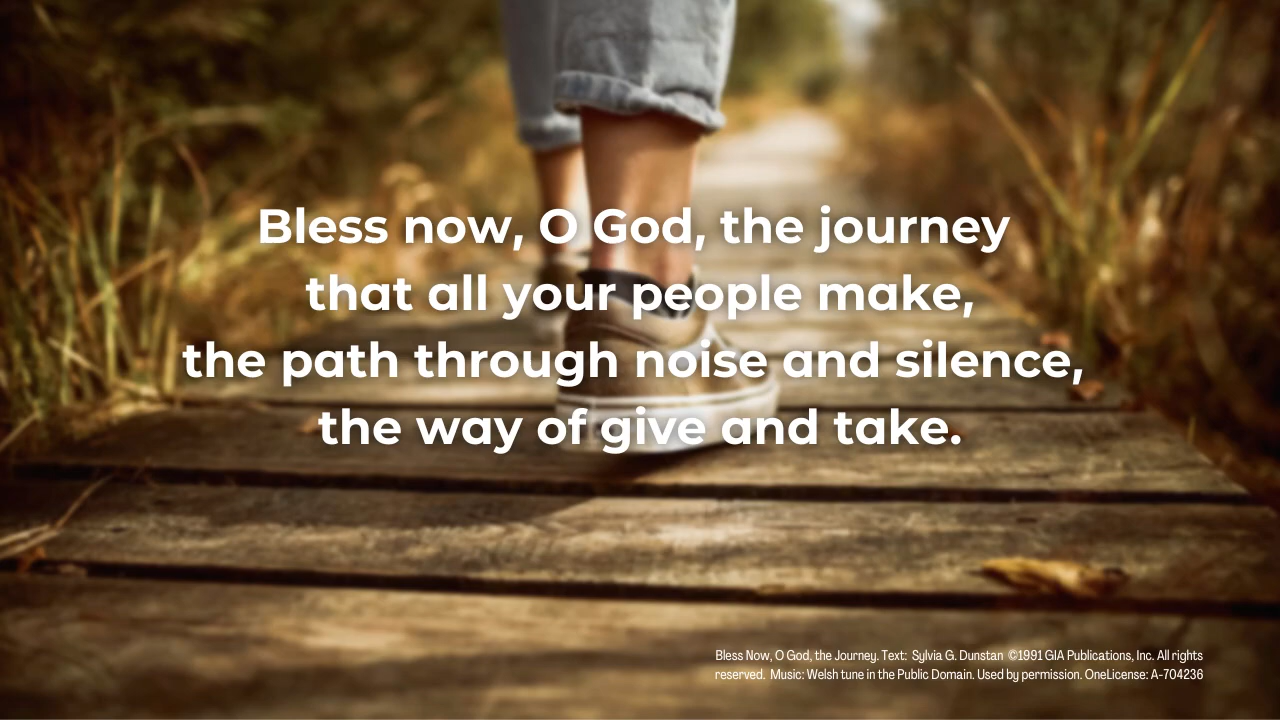 Bless now, O God, the journey
that all your people make,
the path through noise and silence,
the way of give and take.
Bless Now, O God, the Journey. Text: Sylvia G. Dunstan ©1991 GIA Publications, Inc. All rights
reserved. Music: Welsh tune in the Public Domain. Used by permission. OneLicense: A-704236